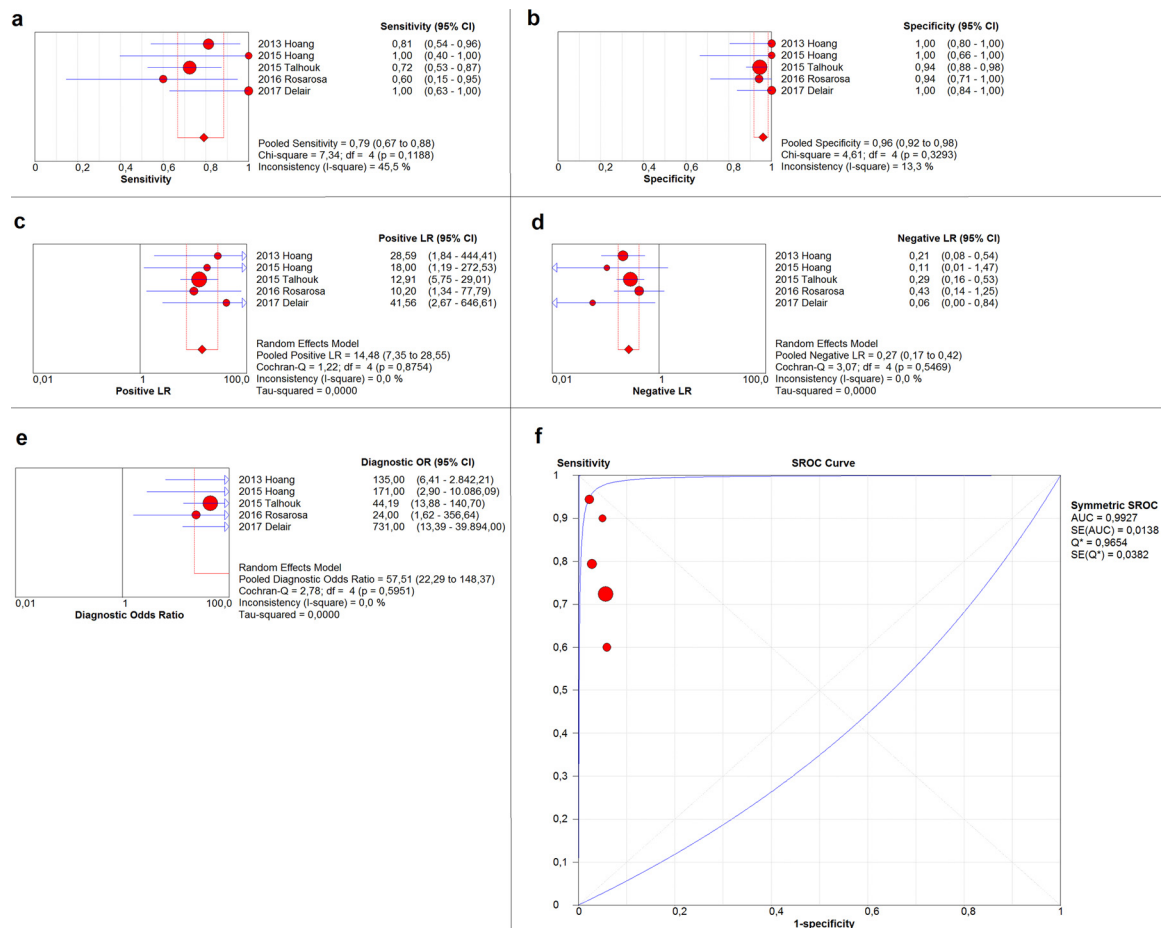 a
Sensitivity (95% CI)
2013 Hoang 0,81 (0,54 - 0,96)
2015 Hoang 1,00 (0,40 - 1,00)
2015 Talhouk 0,72 (0,53 - 0,87)
2016 Rosarosa 0,60 (0,15 - 0,95)
2017 Delair 1,00 (0,63 - 1,00)
Pooled Sensitivity = 0,79 (0,67 to 0,88)
Chi-square = 7,34; df = 4 (p = 0,1188)
Inconsistency (I-square) = 45,5 %
0 0,2 0,4 0,6 0,8 1
Sensitivity
b
Specificity (95% CI)
2013 Hoang 1,00 (0,80 - 1,00)
2015 Hoang 1,00 (0,66 - 1,00)
2015 Talhouk 0,94 (0,88 - 0,98)
2016 Rosarosa 0,94 (0,71 - 1,00)
2017 Delair 1,00 (0,84 - 1,00)
Pooled Specificity = 0,96 (0,92 to 0,98)
Chi-square = 4,61; df = 4 (p = 0,3293)
Inconsistency (I-square) = 13,3 %
0 0,2 0,4 0,6 0,8 1
Specificity
c
Positive LR (95% CI)
2013 Hoang 28,59 (1,84 - 444,41)
2015 Hoang 18,00 (1,19 - 272,53)
2015 Talhouk 12,91 (5,75 - 29,01)
2016 Rosarosa 10,20 (1,34 - 77,79)
2017 Delair 41,56 (2,67 - 646,61)
Random Effects Model
Pooled Positive LR = 14,48 (7,35 to 28,55)
Cochran-Q = 1,22; df = 4 (p = 0,8754)
Inconsistency (I-square) = 0,0 %
Tau-squared = 0,0000
0,01 1 100,0
Positive LR
d
Negative LR (95% CI)
2013 Hoang 0,21 (0,08 - 0,54)
2015 Hoang 0,11 (0,01 - 1,47)
2015 Talhouk 0,29 (0,16 - 0,53)
2016 Rosarosa 0,43 (0,14 - 1,25)
2017 Delair 0,06 (0,00 - 0,84)
Random Effects Model
Pooled Negative LR = 0,27 (0,17 to 0,42)
Cochran-Q = 3,07; df = 4 (p = 0,5469)
Inconsistency (I-square) = 0,0 %
Tau-squared = 0,0000
0,01 1 100,0
Negative LR
e
Diagnostic OR (95% CI)
2013 Hoang 135,00 (6,41 - 2.842,21)
2015 Hoang 171,00 (2,90 - 10.086,09)
2015 Talhouk 44,19 (13,88 - 140,70)
2016 Rosarosa 24,00 (1,62 - 356,64)
2017 Delair 731,00 (13,39 - 39.894,00)
Random Effects Model
Pooled Diagnostic Odds Ratio = 57,51 (22,29 to 148,37)
Cochran-Q = 2,78; df = 4 (p = 0,5951)
Inconsistency (I-square) = 0,0 %
Tau-squared = 0,0000
0,01 1 100,0
Diagnostic Odds Ratio
f
Sensitivity SROC Curve
1
0,9
0,8
0,7
0,6
0,5
0,4
0,3
0,2
0,1
0
0 0,2 0,4 0,6 0,8 1
1-specificity
Symmetric SROC
AUC = 0,9927
SE(AUC) = 0,0138
Q* = 0,9654
SE(Q*) = 0,0382